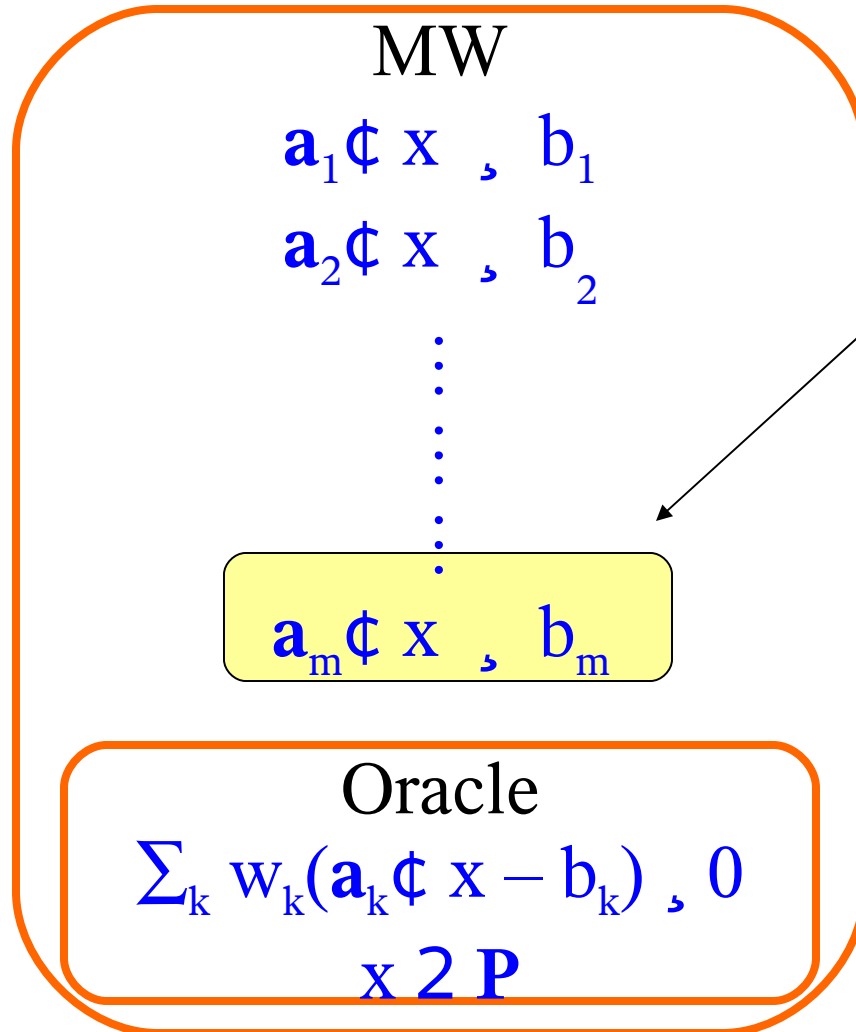 MW
a₁¢ x ¸ b₁
a₂¢ x ¸ b₂
aₘ¢ x ¸ bₘ
Oracle
∑ₖ wₖ(aₖ¢ x – bₖ) ¸ 0
x 2 P